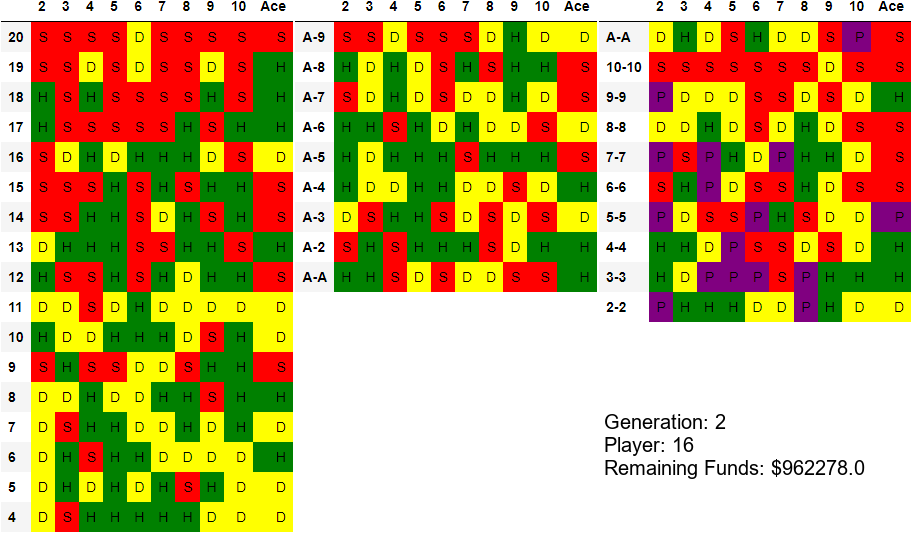 2 3 4 5 6 7 8 9 10 Ace
20 S S S S D S S S S S
19 S S D S D S S D S H
18 H S H S S S S H S H
17 H S S S S S H S H H
16 S D H D H H H D S D
15 S S S H S H S H H S
14 S S H H S D H S H S
13 D H H H S S H H S H
12 H S S H S H D H H S
11 D D S D H D D D D D
10 H D D H H H D S H D
9 S H S S D D S H H S
8 D D H D D H H S H H
7 D S H H D D H D H D
6 D H S H H D D D D H
5 D H D H D H S H D D
4 D S H H H H H D D D
2 3 4 5 6 7 8 9 10 Ace
A-9 S S D S S S D H D D
A-8 H D H D S H S H H S
A-7 S D H D S D D H D S
A-6 H H S H D H D D S D
A-5 H D H H H S H H H S
A-4 H D D H H D D S D H
A-3 D S H H S D S D S D
A-2 S H S H H H S D H H
A-A H H S D S D D S S H
2 3 4 5 6 7 8 9 10 Ace
A-A D H D S H D D S P S
10-10 S S S S S S S D S S
9-9 P D D D S S D S D H
8-8 D D H D S D H D S S
7-7 P S P H D P H H D S
6-6 S H P D S S H D S S
5-5 P D S S P H S D D P
4-4 H H D P S S D S D H
3-3 H D P P P S P H H H
2-2 P H H H D D P H D D
Generation: 2
Player: 16
Remaining Funds: $962278.0